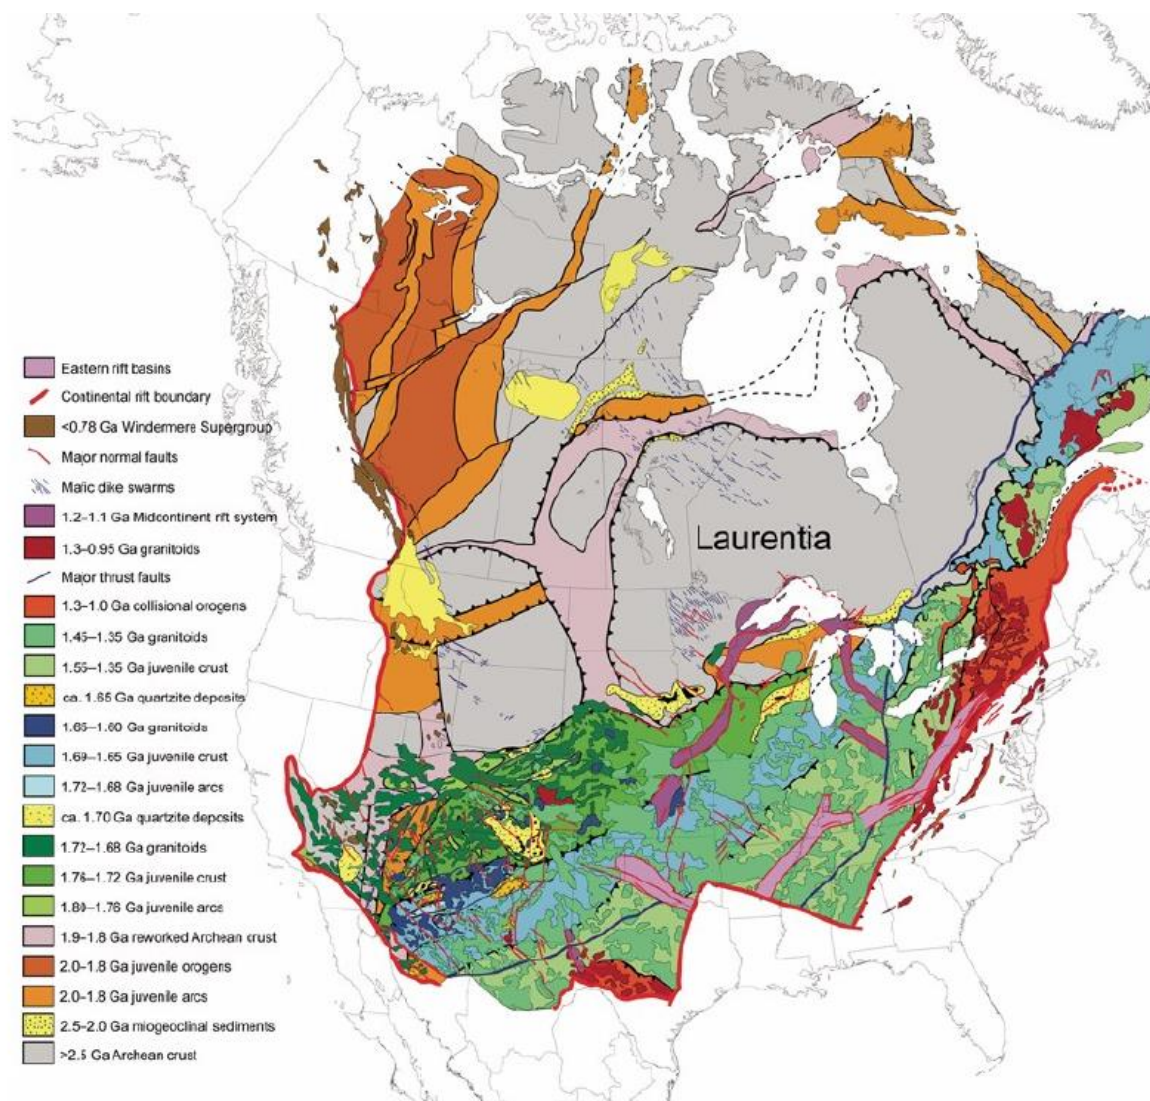 Eastern rift basins
Continental rift boundary
<0.78 Ga Windermere Supergroup
Major normal faults
Mafic dike swarms
1.2–1.1 Ga Midcontinent rift system
1.3–0.95 Ga granitoids
Major thrust faults
1.3–1.0 Ga collisional orogens
1.45–1.35 Ga granitoids
1.55–1.35 Ga juvenile crust
ca. 1.65 Ga quartzite deposits
1.65–1.60 Ga granitoids
1.69–1.65 Ga juvenile crust
1.72–1.68 Ga juvenile arcs
ca. 1.70 Ga quartzite deposits
1.72–1.68 Ga granitoids
1.76–1.72 Ga juvenile crust
1.80–1.76 Ga juvenile arcs
1.9–1.8 Ga reworked Archean crust
2.0–1.8 Ga juvenile orogens
2.0–1.8 Ga juvenile arcs
2.5–2.0 Ga miogeoclinal sediments
>2.5 Ga Archean crust
Laurentia